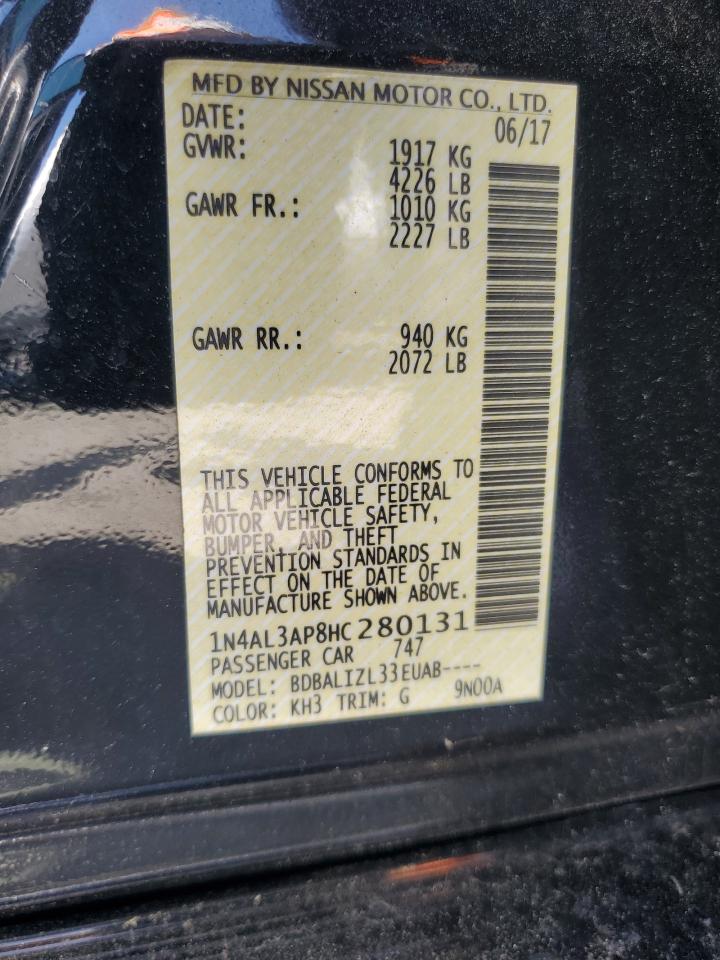 MFD BY NISSAN MOTOR CO., LTD.
DATE: 06/17
GVWR: 1917 KG
4226 LB
GAWR FR.: 1010 KG
2227 LB
GAWR RR.: 940 KG
2072 LB
THIS VEHICLE CONFORMS TO
ALL APPLICABLE FEDERAL
MOTOR VEHICLE SAFETY,
BUMPER, AND THEFT
PREVENTION STANDARDS IN
EFFECT ON THE DATE OF
MANUFACTURE SHOWN ABOVE.
1N4AL3AP8HC280131
PASSENGER CAR 747
MODEL: BDBALIZL33EUAB----
COLOR: KH3 TRIM: G 9N00A